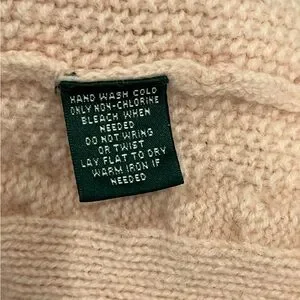 HAND WASH COLD
ONLY NON-CHLORINE
BLEACH WHEN
NEEDED
DO NOT WRING
OR TWIST
LAY FLAT TO DRY
WARM IRON IF
NEEDED